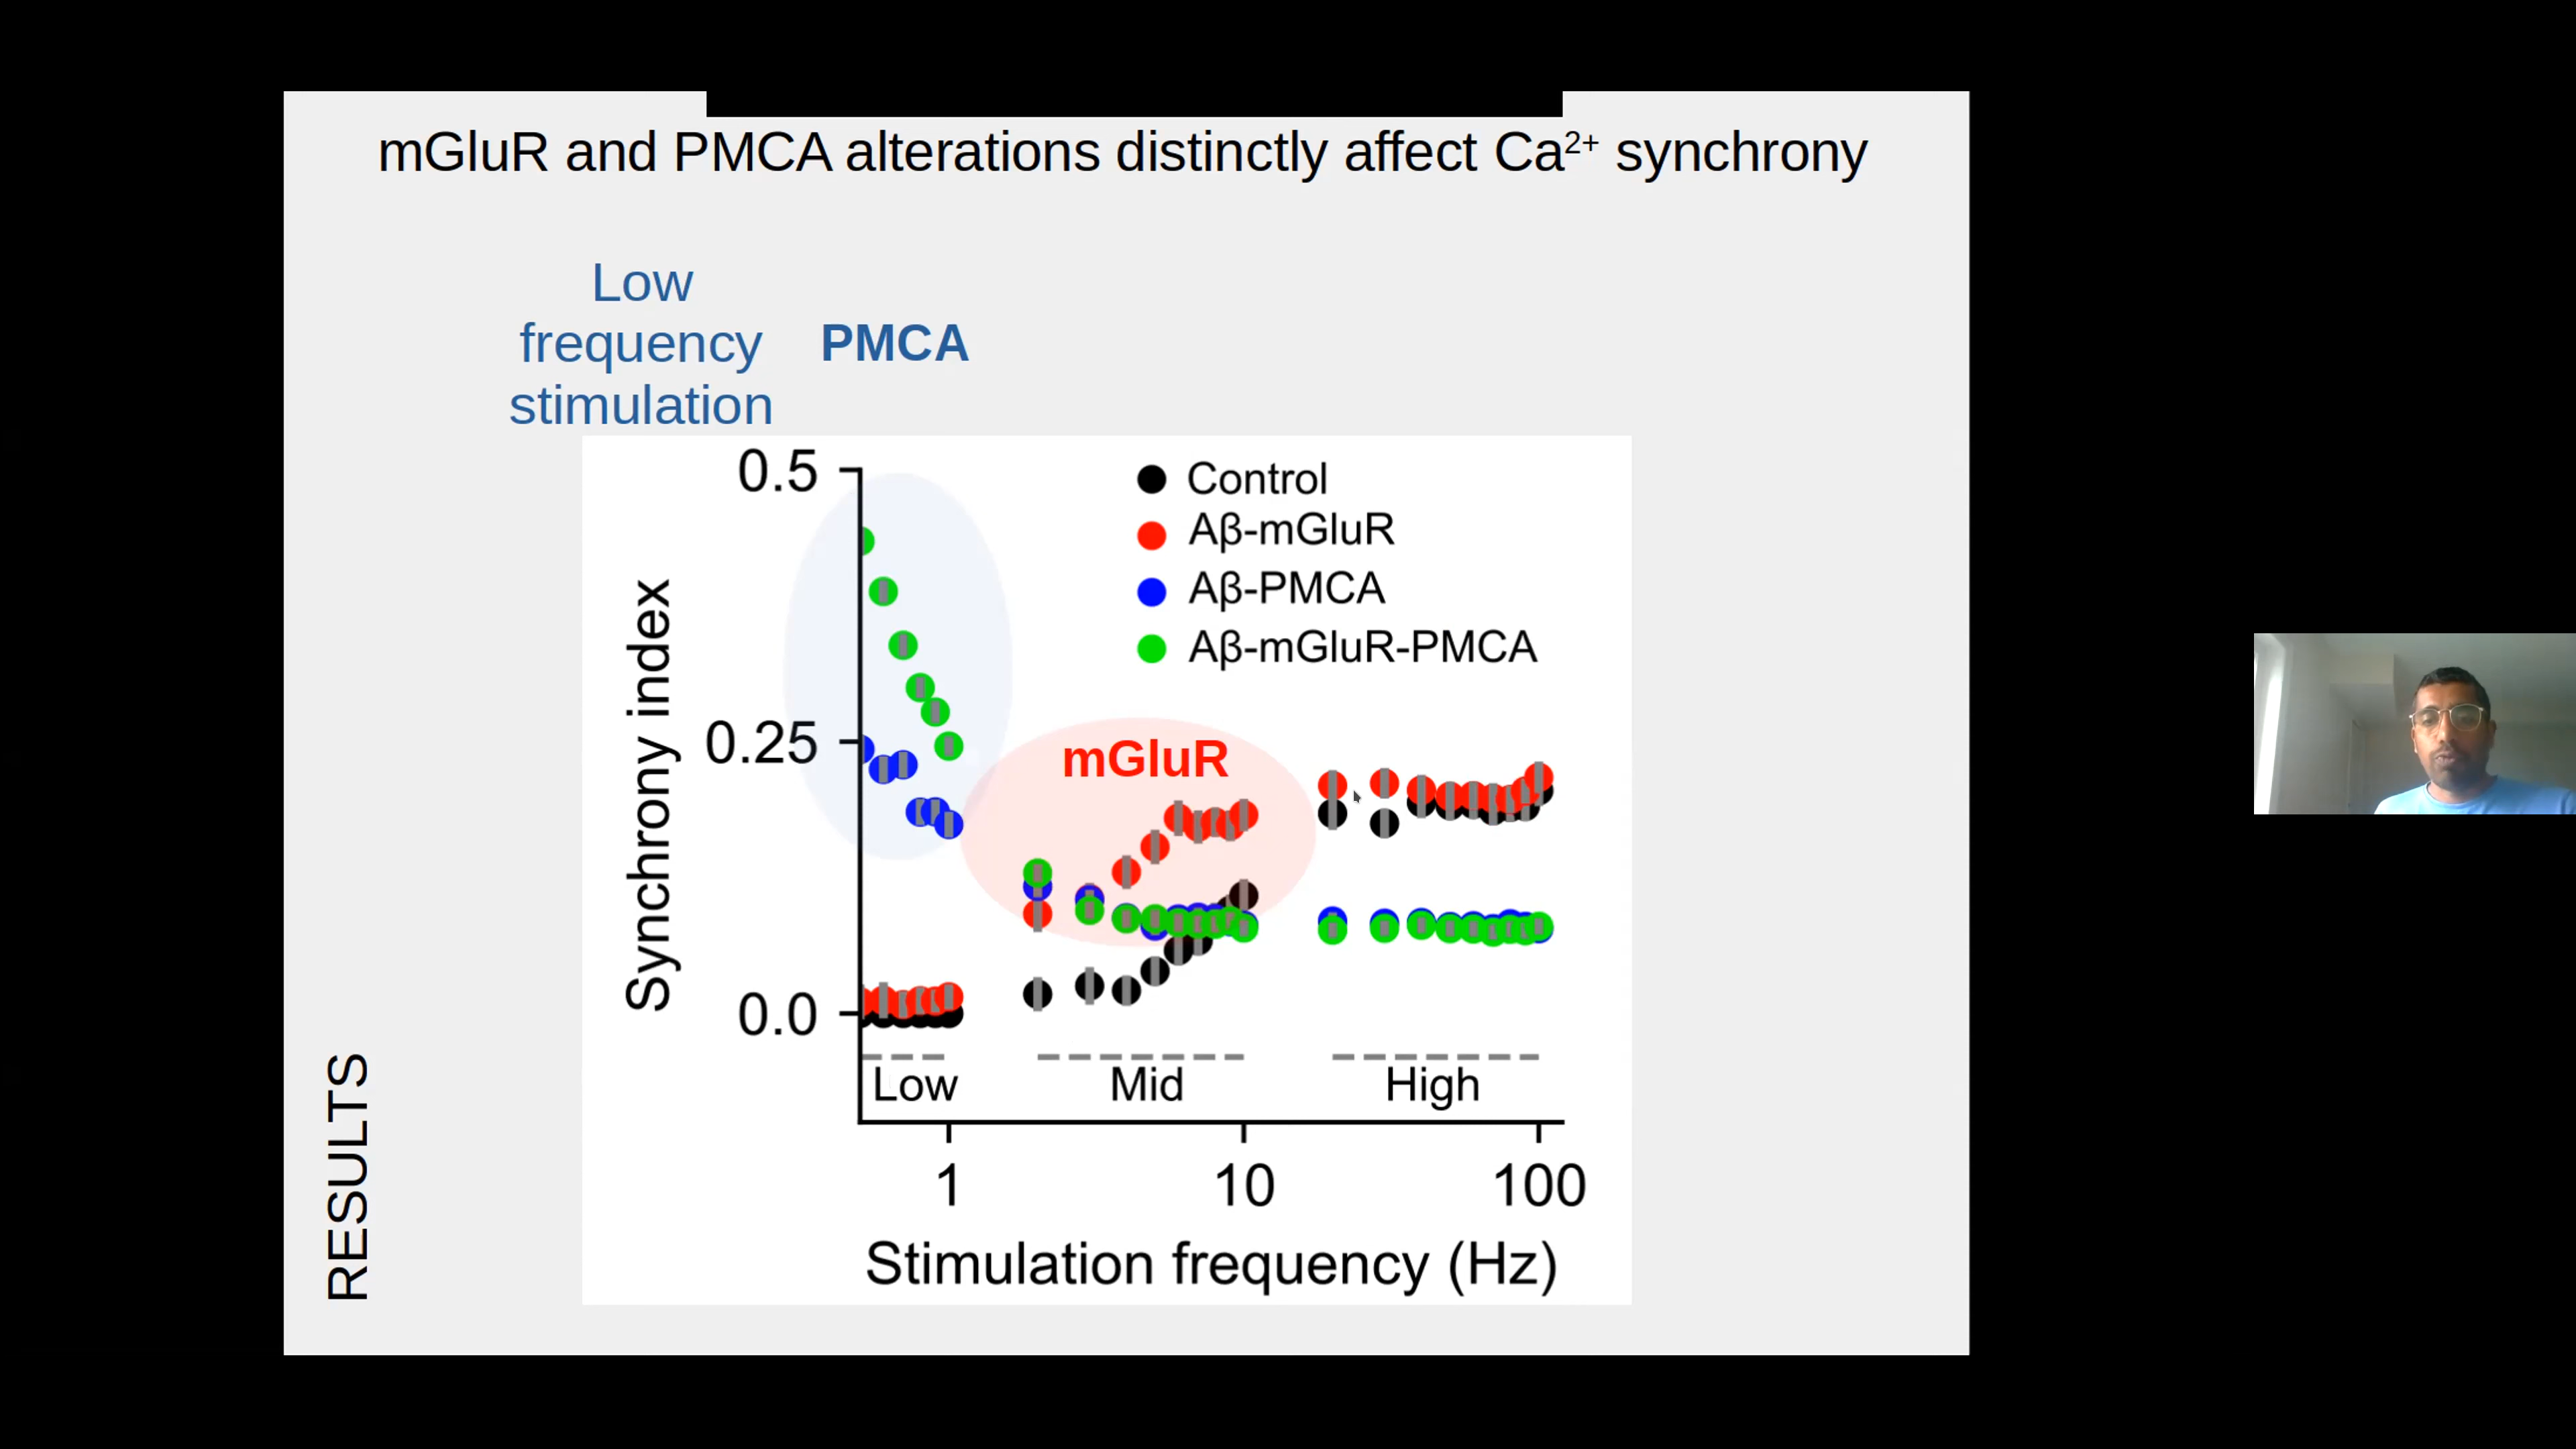 mGluR and PMCA alterations distinctly affect Ca²⁺ synchrony
Low
frequency
stimulation
PMCA
0.5
0.25
0.0
Synchrony index
Control
Aβ-mGluR
Aβ-PMCA
Aβ-mGluR-PMCA
mGluR
Low
Mid
High
1
10
100
Stimulation frequency (Hz)
RESULTS